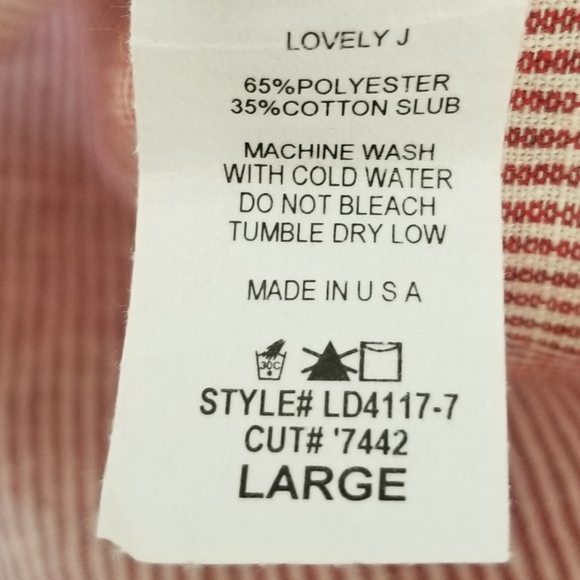 LOVELY J
65%POLYESTER
35%COTTON SLUB
MACHINE WASH
WITH COLD WATER
DO NOT BLEACH
TUMBLE DRY LOW
MADE IN U S A
30C
STYLE# LD4117-7
CUT# '7442
LARGE